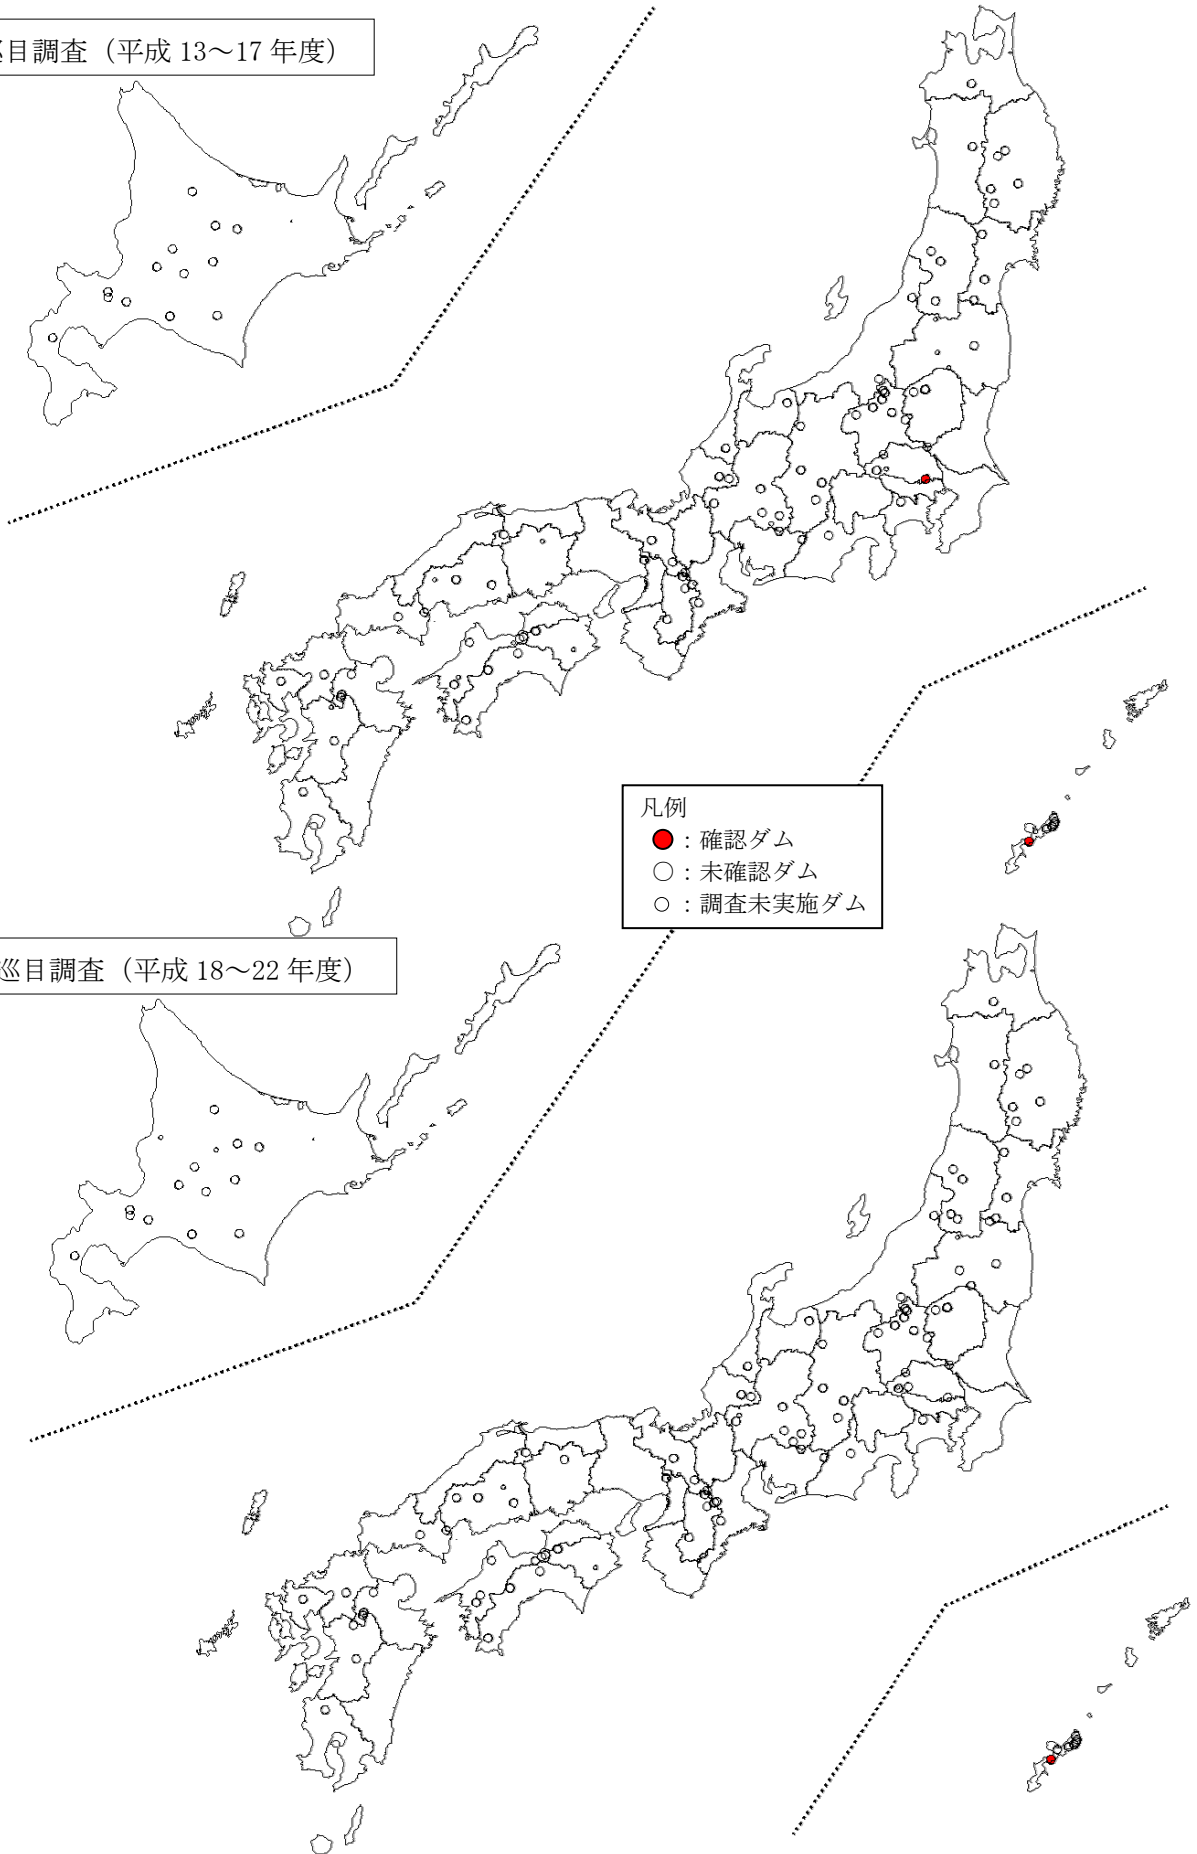 巡目調査（平成 13～17 年度）
凡例
：確認ダム
：未確認ダム
：調査未実施ダム
巡目調査（平成 18～22 年度）